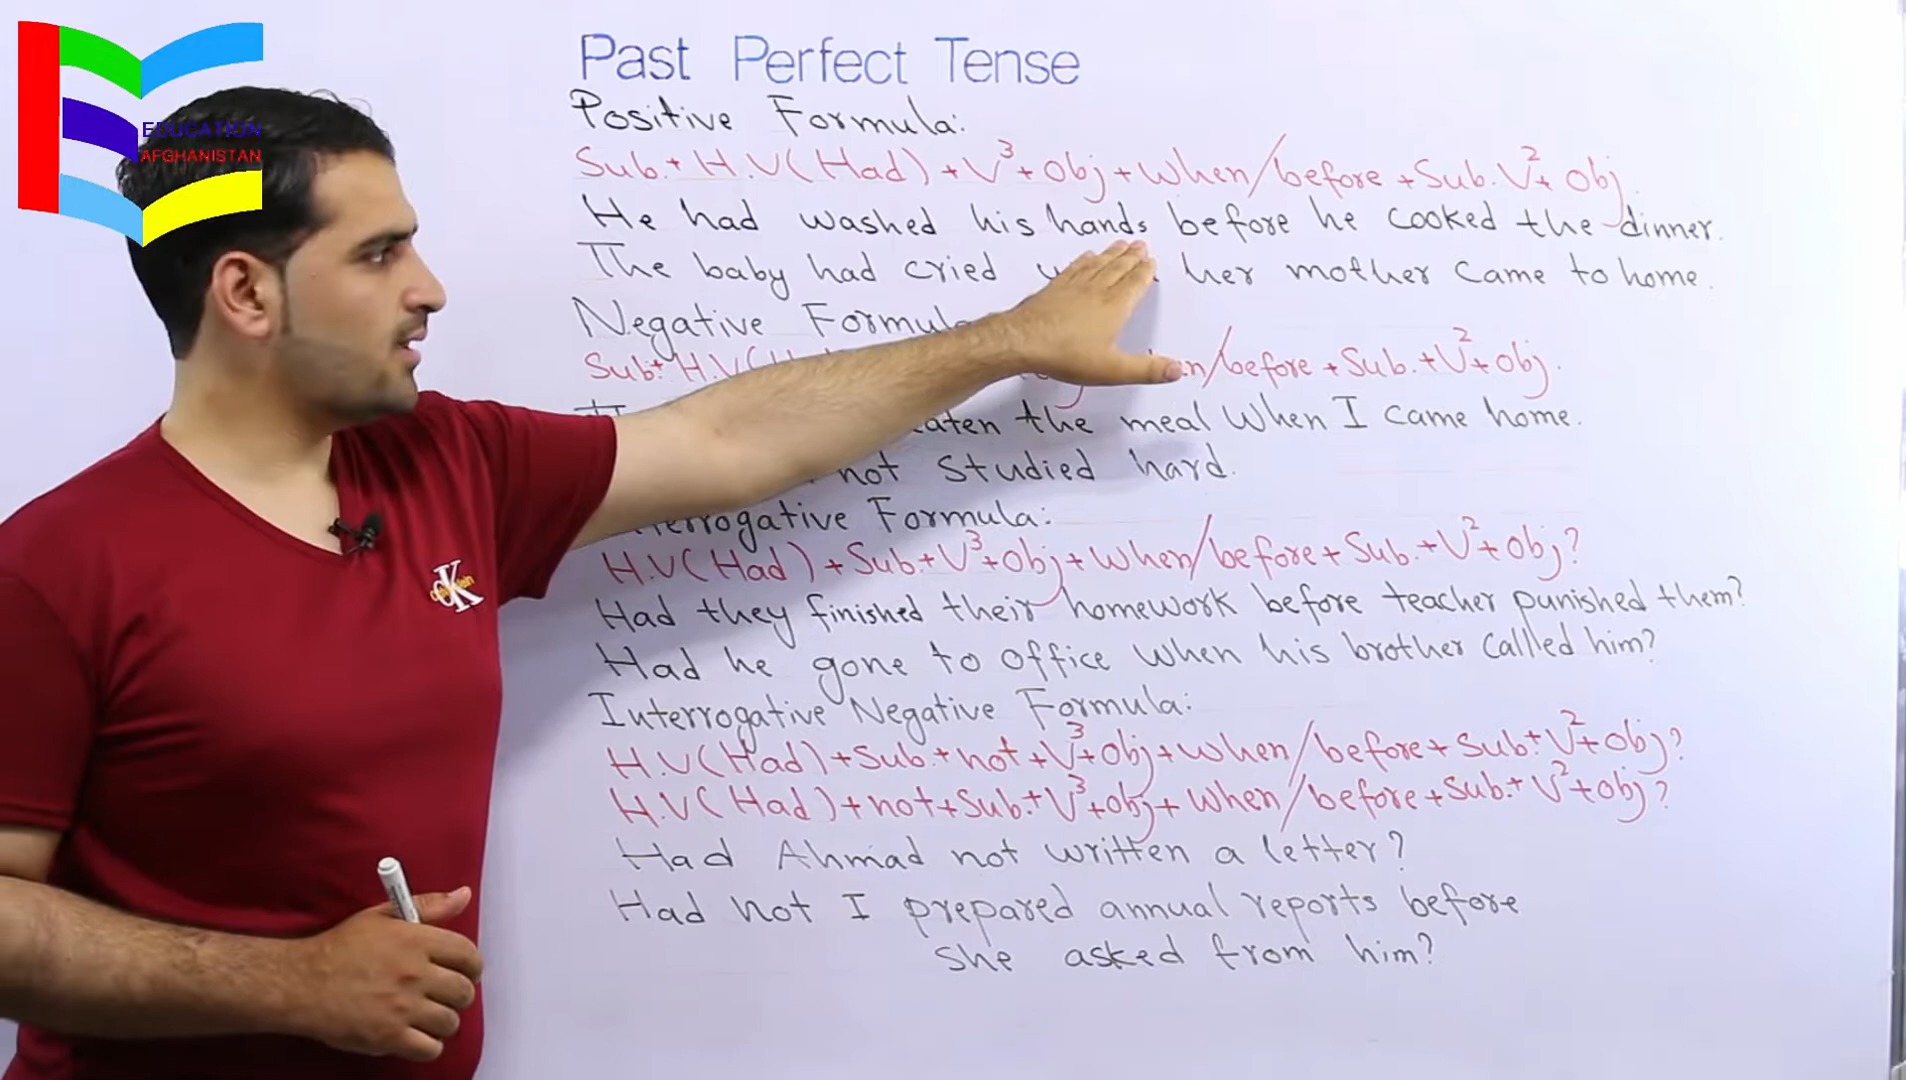 EDUCATION
AFGHANISTAN
Past Perfect Tense
Positive Formula:
Sub.+ H.V(Had)+V³+Obj+When/before+Sub.V²+Obj.
He had washed his hands before he cooked the dinner.
The baby had cried her mother came to home.
Negative Formula
Sub+H.V( /before+Sub.+V²+Obj.
the meal when I came home.
not studied hard.
Formula:
H.V(Had)+Sub+V³+Obj+When/before+Sub.+V²+Obj?
Had they finished their homework before teacher punished them?
Had he gone to office when his brother called him?
Interrogative Negative Formula:
H.V(Had)+Sub.+not+V³+Obj+When/before+Sub+V²+Obj?
H.V(Had)+not+Sub.+V³+Obj+When/before+Sub.+V²+Obj?
Had Ahmad not written a letter?
Had not I prepared annual reports before
she asked from him?
CK